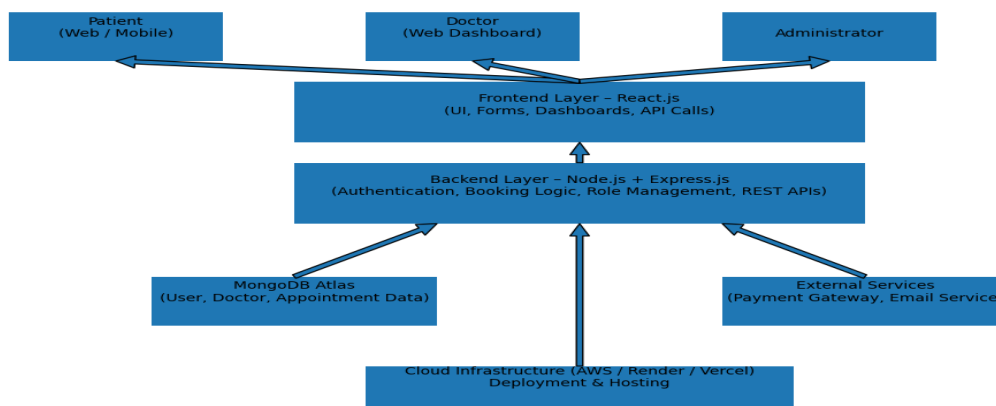 Patient
(Web / Mobile)
Doctor
(Web Dashboard)
Administrator
Frontend Layer – React.js
(UI, Forms, Dashboards, API Calls)
Backend Layer – Node.js + Express.js
(Authentication, Booking Logic, Role Management, REST APIs)
MongoDB Atlas
(User, Doctor, Appointment Data)
External Services
(Payment Gateway, Email Service
Cloud Infrastructure (AWS / Render / Vercel)
Deployment & Hosting